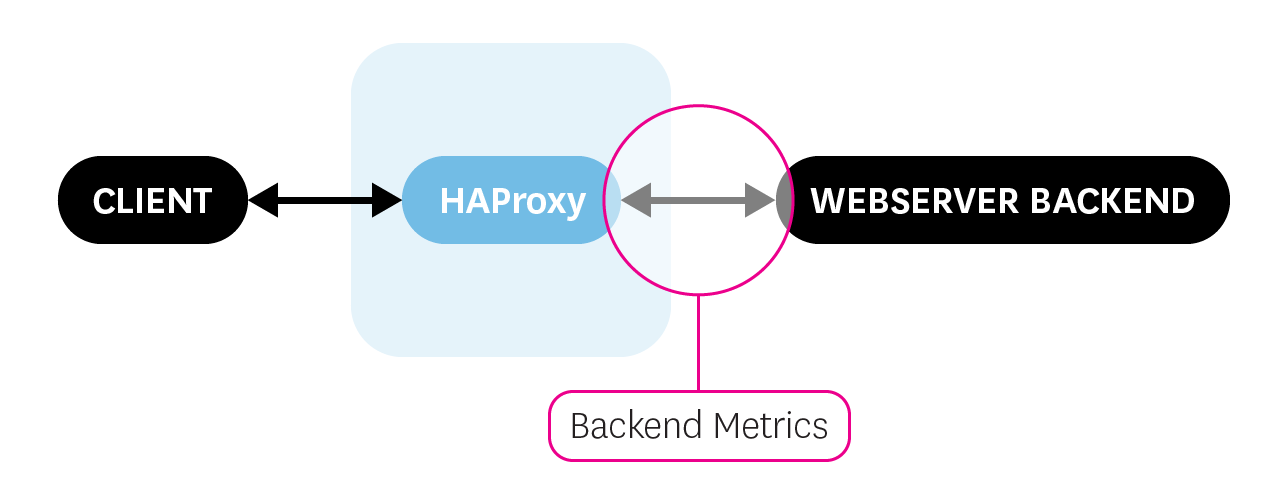 CLIENT
HAProxy
WEBSERVER BACKEND
Backend Metrics